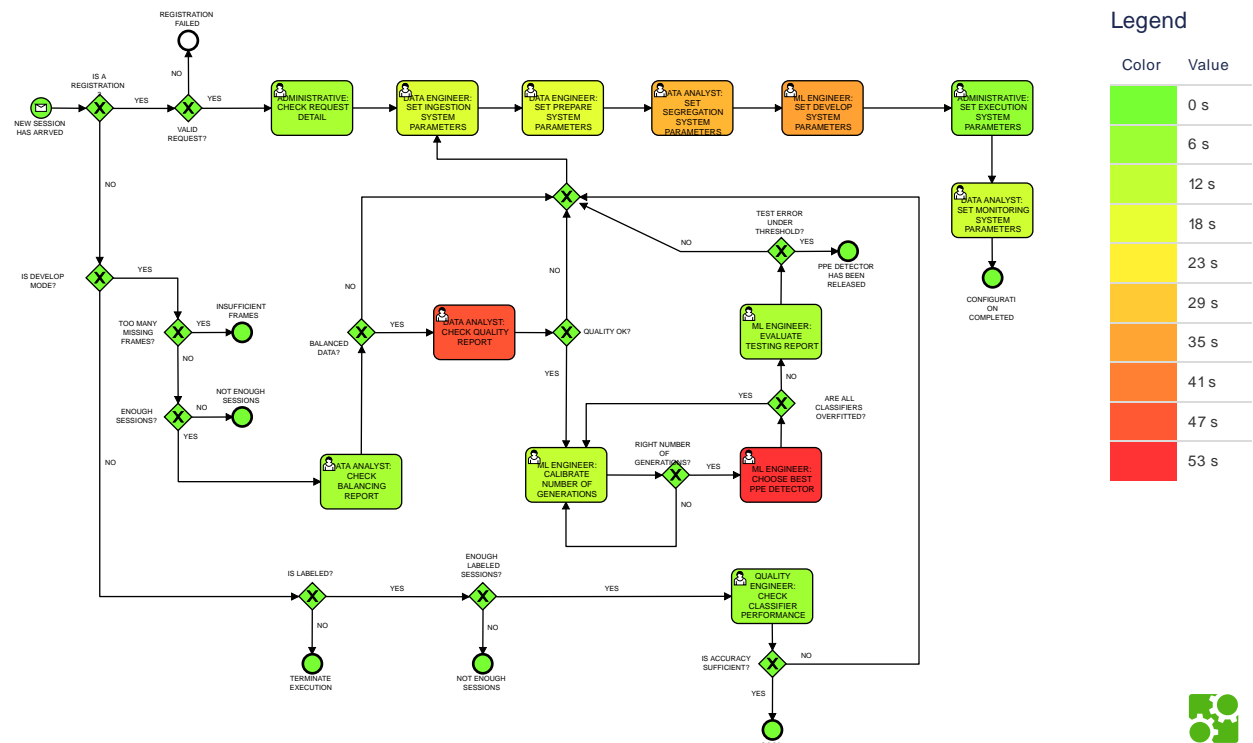 REGISTRATION
FAILED
Legend
Color
Value
IS A
REGISTRATION
?
NO
YES
YES
NEW SESSION
HAS ARRVED
VALID
REQUEST?
ADMINISTRATIVE:
CHECK REQUEST
DETAIL
DATA ENGINEER:
SET INGESTION
SYSTEM
PARAMETERS
DATA ENGINEER:
SET PREPARE
SYSTEM
PARAMETERS
DATA ANALYST:
SET
SEGREGATION
SYSTEM
PARAMETERS
ML ENGINEER:
SET DEVELOP
SYSTEM
PARAMETERS
ADMINISTRATIVE:
SET EXECUTION
SYSTEM
PARAMETERS
0 s
6 s
12 s
18 s
23 s
29 s
35 s
41 s
47 s
53 s
NO
DATA ANALYST:
SET MONITORING
SYSTEM
PARAMETERS
CONFIGURATI
ON
COMPLETED
TEST ERROR
UNDER
THRESHOLD?
NO
YES
PPE DETECTOR
HAS BEEN
RELEASED
IS DEVELOP
MODE?
YES
NO
TOO MANY
MISSING
FRAMES?
YES
INSUFFICIENT
FRAMES
NO
NO
BALANCED
DATA?
YES
DATA ANALYST:
CHECK QUALITY
REPORT
NO
QUALITY OK?
YES
ML ENGINEER:
EVALUATE
TESTING REPORT
NO
YES
ARE ALL
CLASSIFIERS
OVERFITTED?
ENOUGH
SESSIONS?
NO
NOT ENOUGH
SESSIONS
YES
DATA ANALYST:
CHECK
BALANCING
REPORT
ML ENGINEER:
CALIBRATE
NUMBER OF
GENERATIONS
RIGHT NUMBER
OF
GENERATIONS?
YES
NO
ML ENGINEER:
CHOOSE BEST
PPE DETECTOR
IS LABELED?
YES
NO
TERMINATE
EXECUTION
ENOUGH
LABELED
SESSIONS?
YES
NO
NOT ENOUGH
SESSIONS
QUALITY
ENGINEER:
CHECK
CLASSIFIER
PERFORMANCE
IS ACCURACY
SUFFICIENT?
NO
YES